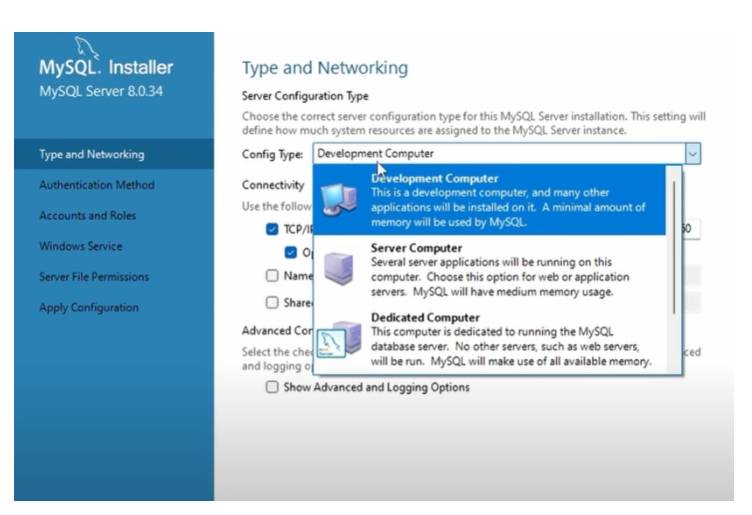 MySQL. Installer
MySQL Server 8.0.34
Type and Networking
Authentication Method
Accounts and Roles
Windows Service
Server File Permissions
Apply Configuration
Type and Networking
Server Configuration Type
Choose the correct server configuration type for this MySQL Server installation. This setting will
define how much system resources are assigned to the MySQL Server instance.
Config Type: Development Computer
Development Computer
This is a development computer, and many other
applications will be installed on it. A minimal amount of
memory will be used by MySQL.
Server Computer
Several server applications will be running on this
computer. Choose this option for web or application
servers. MySQL will have medium memory usage.
Dedicated Computer
This computer is dedicated to running the MySQL
database server. No other servers, such as web servers,
will be run. MySQL will make use of all available memory.
Connectivity
Use the follow
TCP/IP
Name
Share
Advanced Con
Select the che
and logging o
Show Advanced and Logging Options